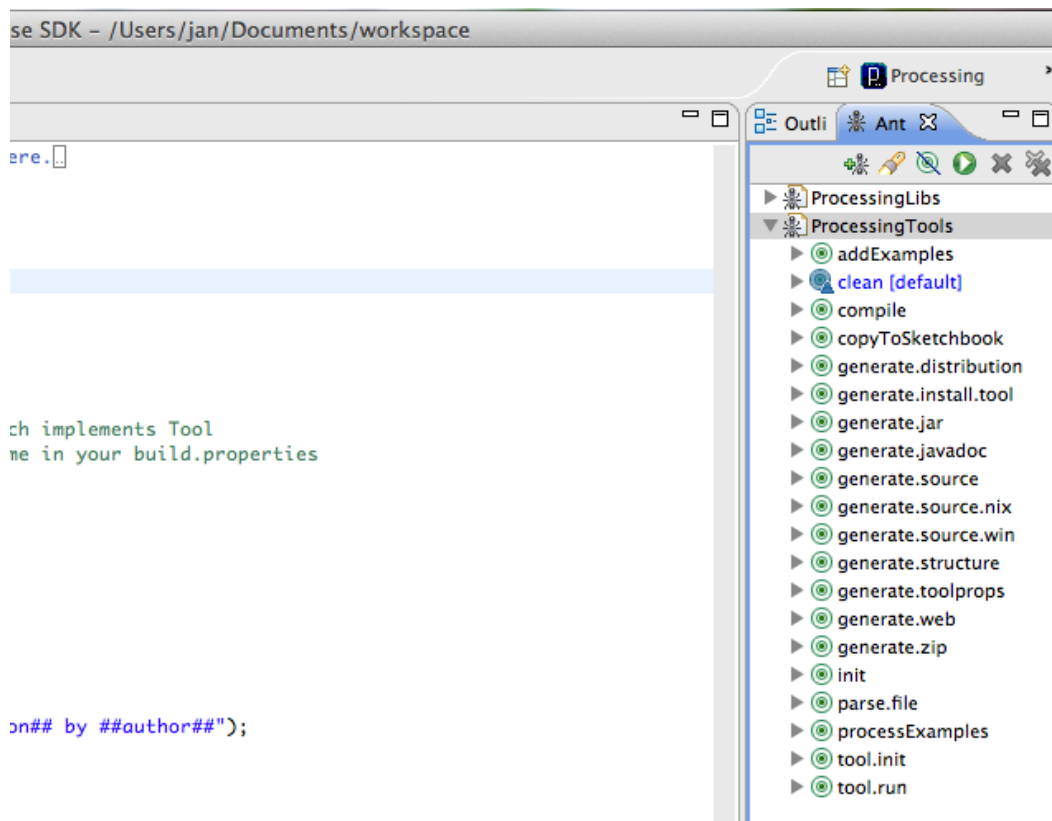 se SDK – /Users/jan/Documents/workspace
Processing
Outli Ant
ere...
ch implements Tool
me in your build.properties
on## by ##author##");
ProcessingLibs
ProcessingTools
addExamples
clean [default]
compile
copyToSketchbook
generate.distribution
generate.install.tool
generate.jar
generate.javadoc
generate.source
generate.source.nix
generate.source.win
generate.structure
generate.toolprops
generate.web
generate.zip
init
parse.file
processExamples
tool.init
tool.run